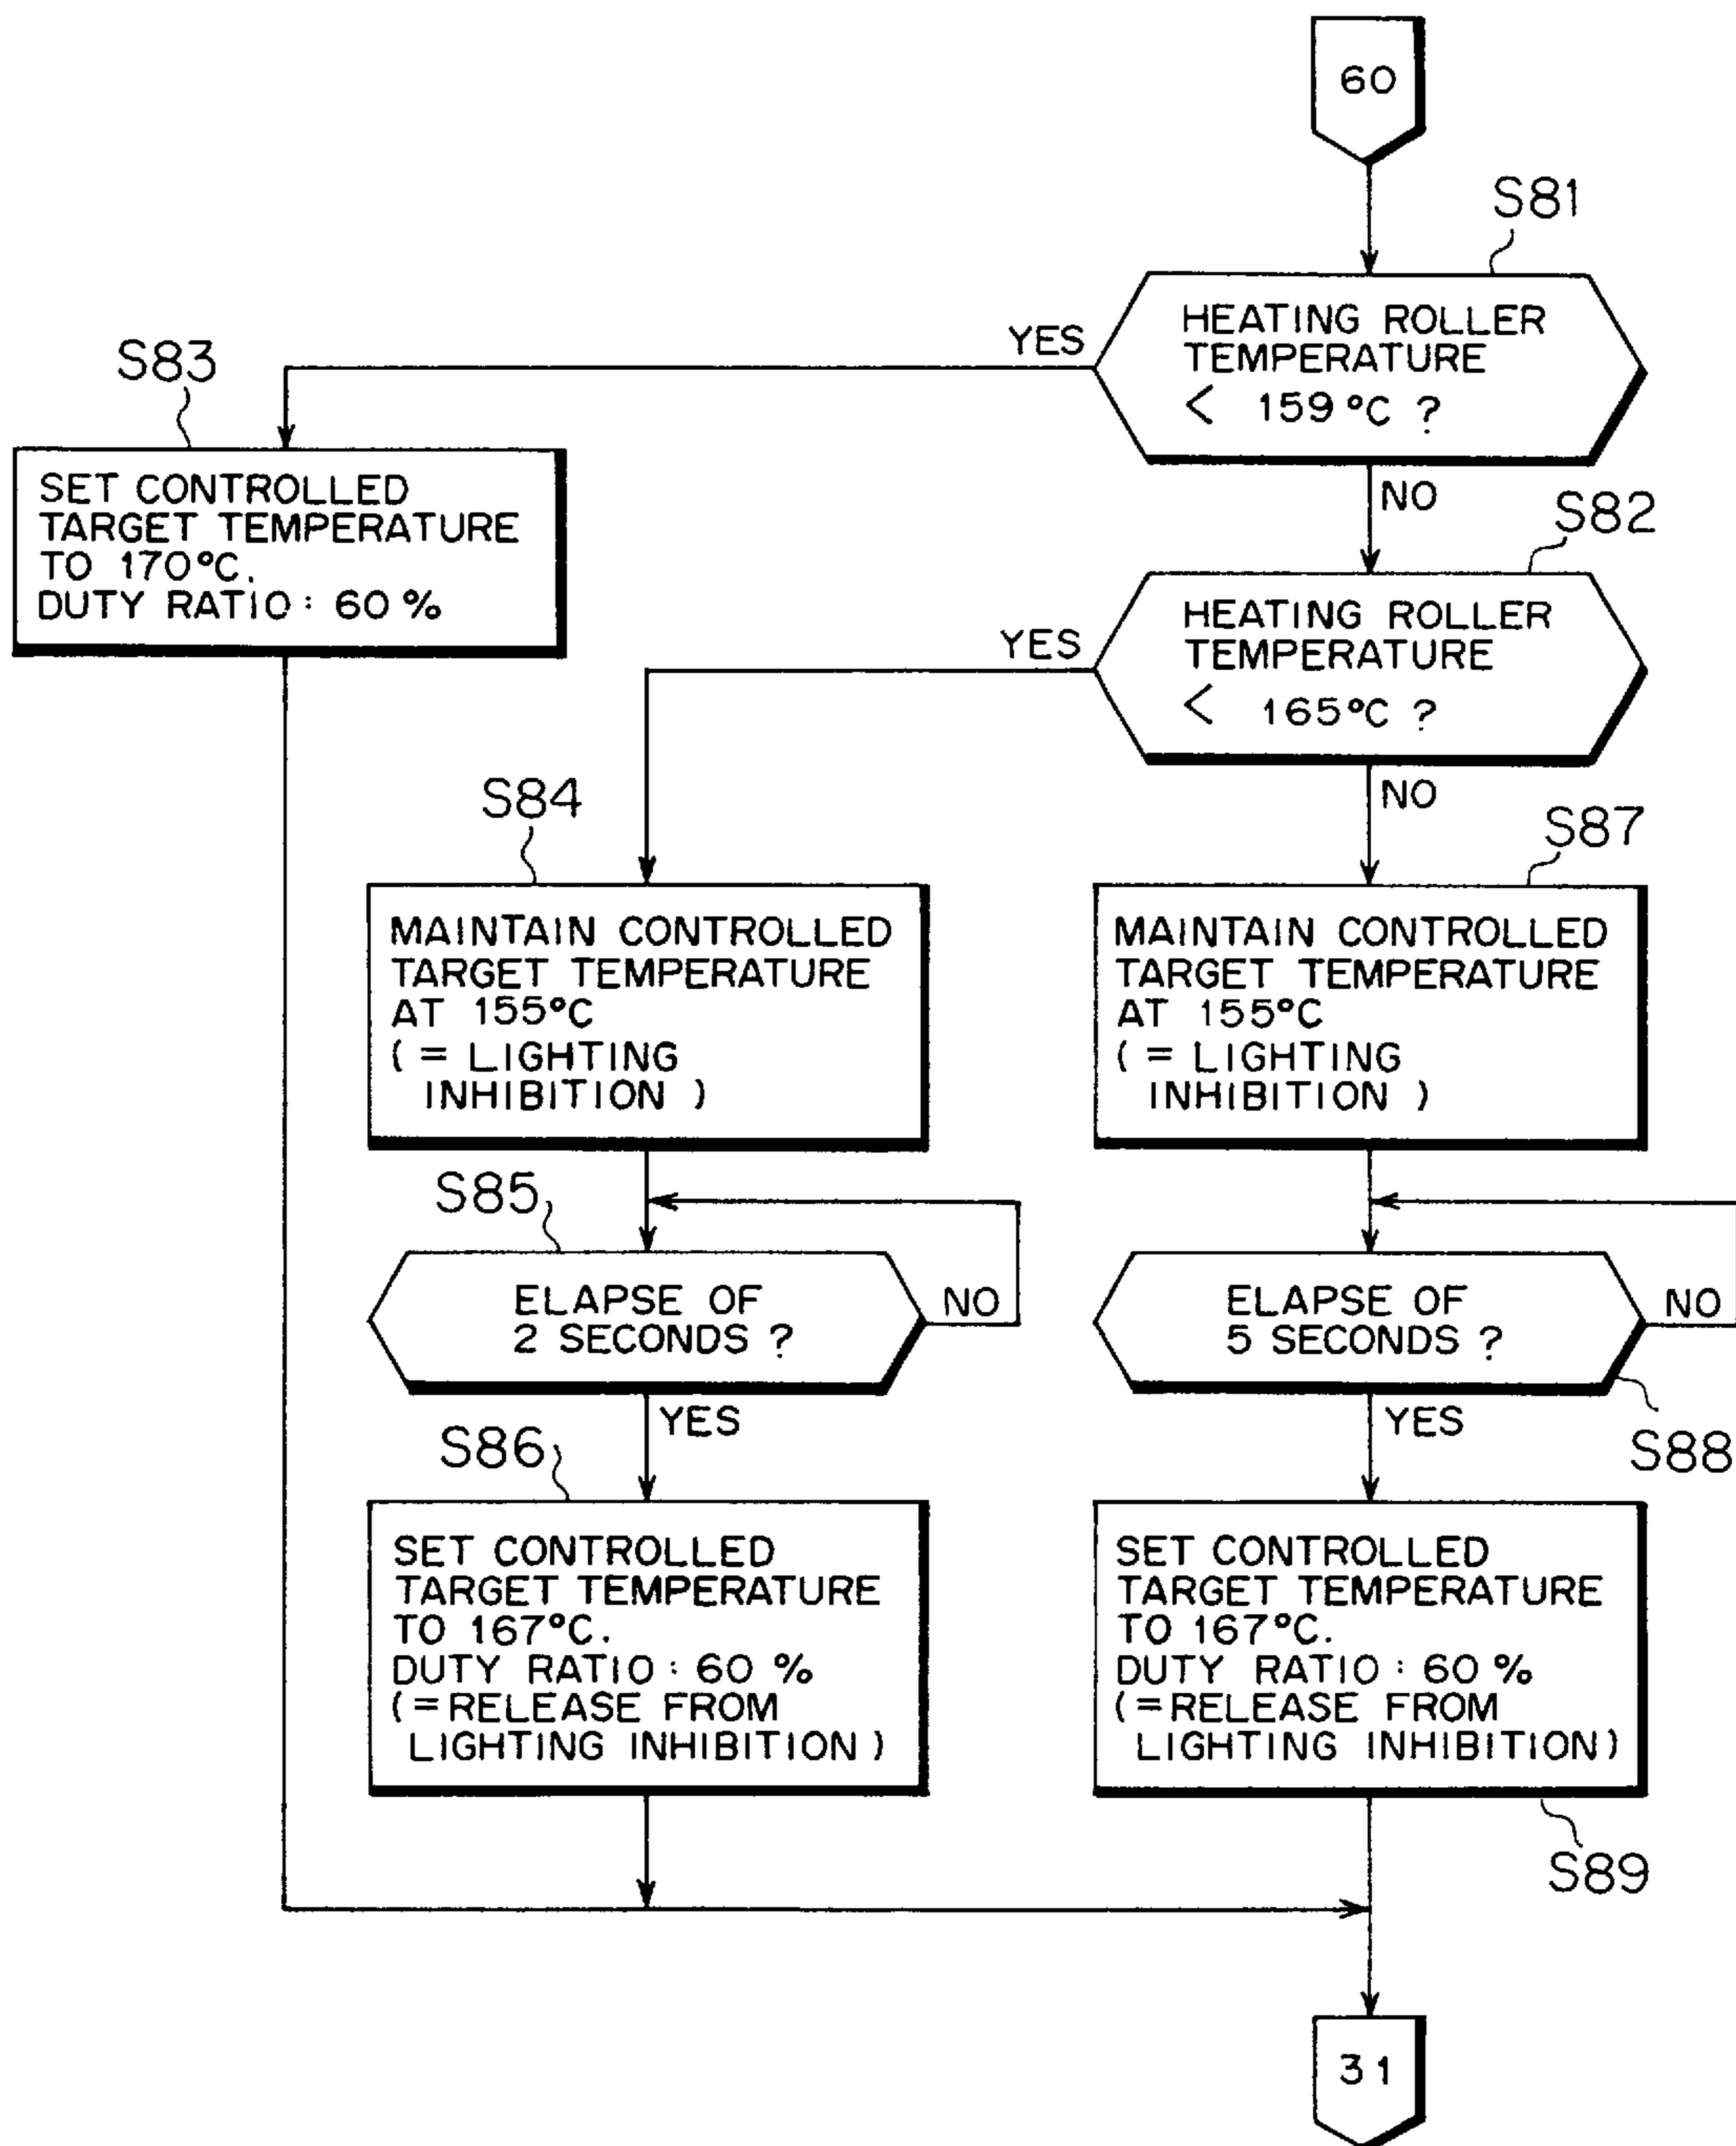 60
S81
HEATING ROLLER
TEMPERATURE
< 159°C ?
YES
NO
S83
SET CONTROLLED
TARGET TEMPERATURE
TO 170°C.
DUTY RATIO : 60 %
S82
HEATING ROLLER
TEMPERATURE
< 165°C ?
YES
NO
S84
MAINTAIN CONTROLLED
TARGET TEMPERATURE
AT 155°C
( = LIGHTING
INHIBITION )
S87
MAINTAIN CONTROLLED
TARGET TEMPERATURE
AT 155°C
( = LIGHTING
INHIBITION )
S85
ELAPSE OF
2 SECONDS ?
NO
YES
ELAPSE OF
5 SECONDS ?
NO
YES
S88
S86
SET CONTROLLED
TARGET TEMPERATURE
TO 167°C.
DUTY RATIO : 60 %
( = RELEASE FROM
LIGHTING INHIBITION )
SET CONTROLLED
TARGET TEMPERATURE
TO 167°C.
DUTY RATIO : 60 %
( = RELEASE FROM
LIGHTING INHIBITION )
S89
31